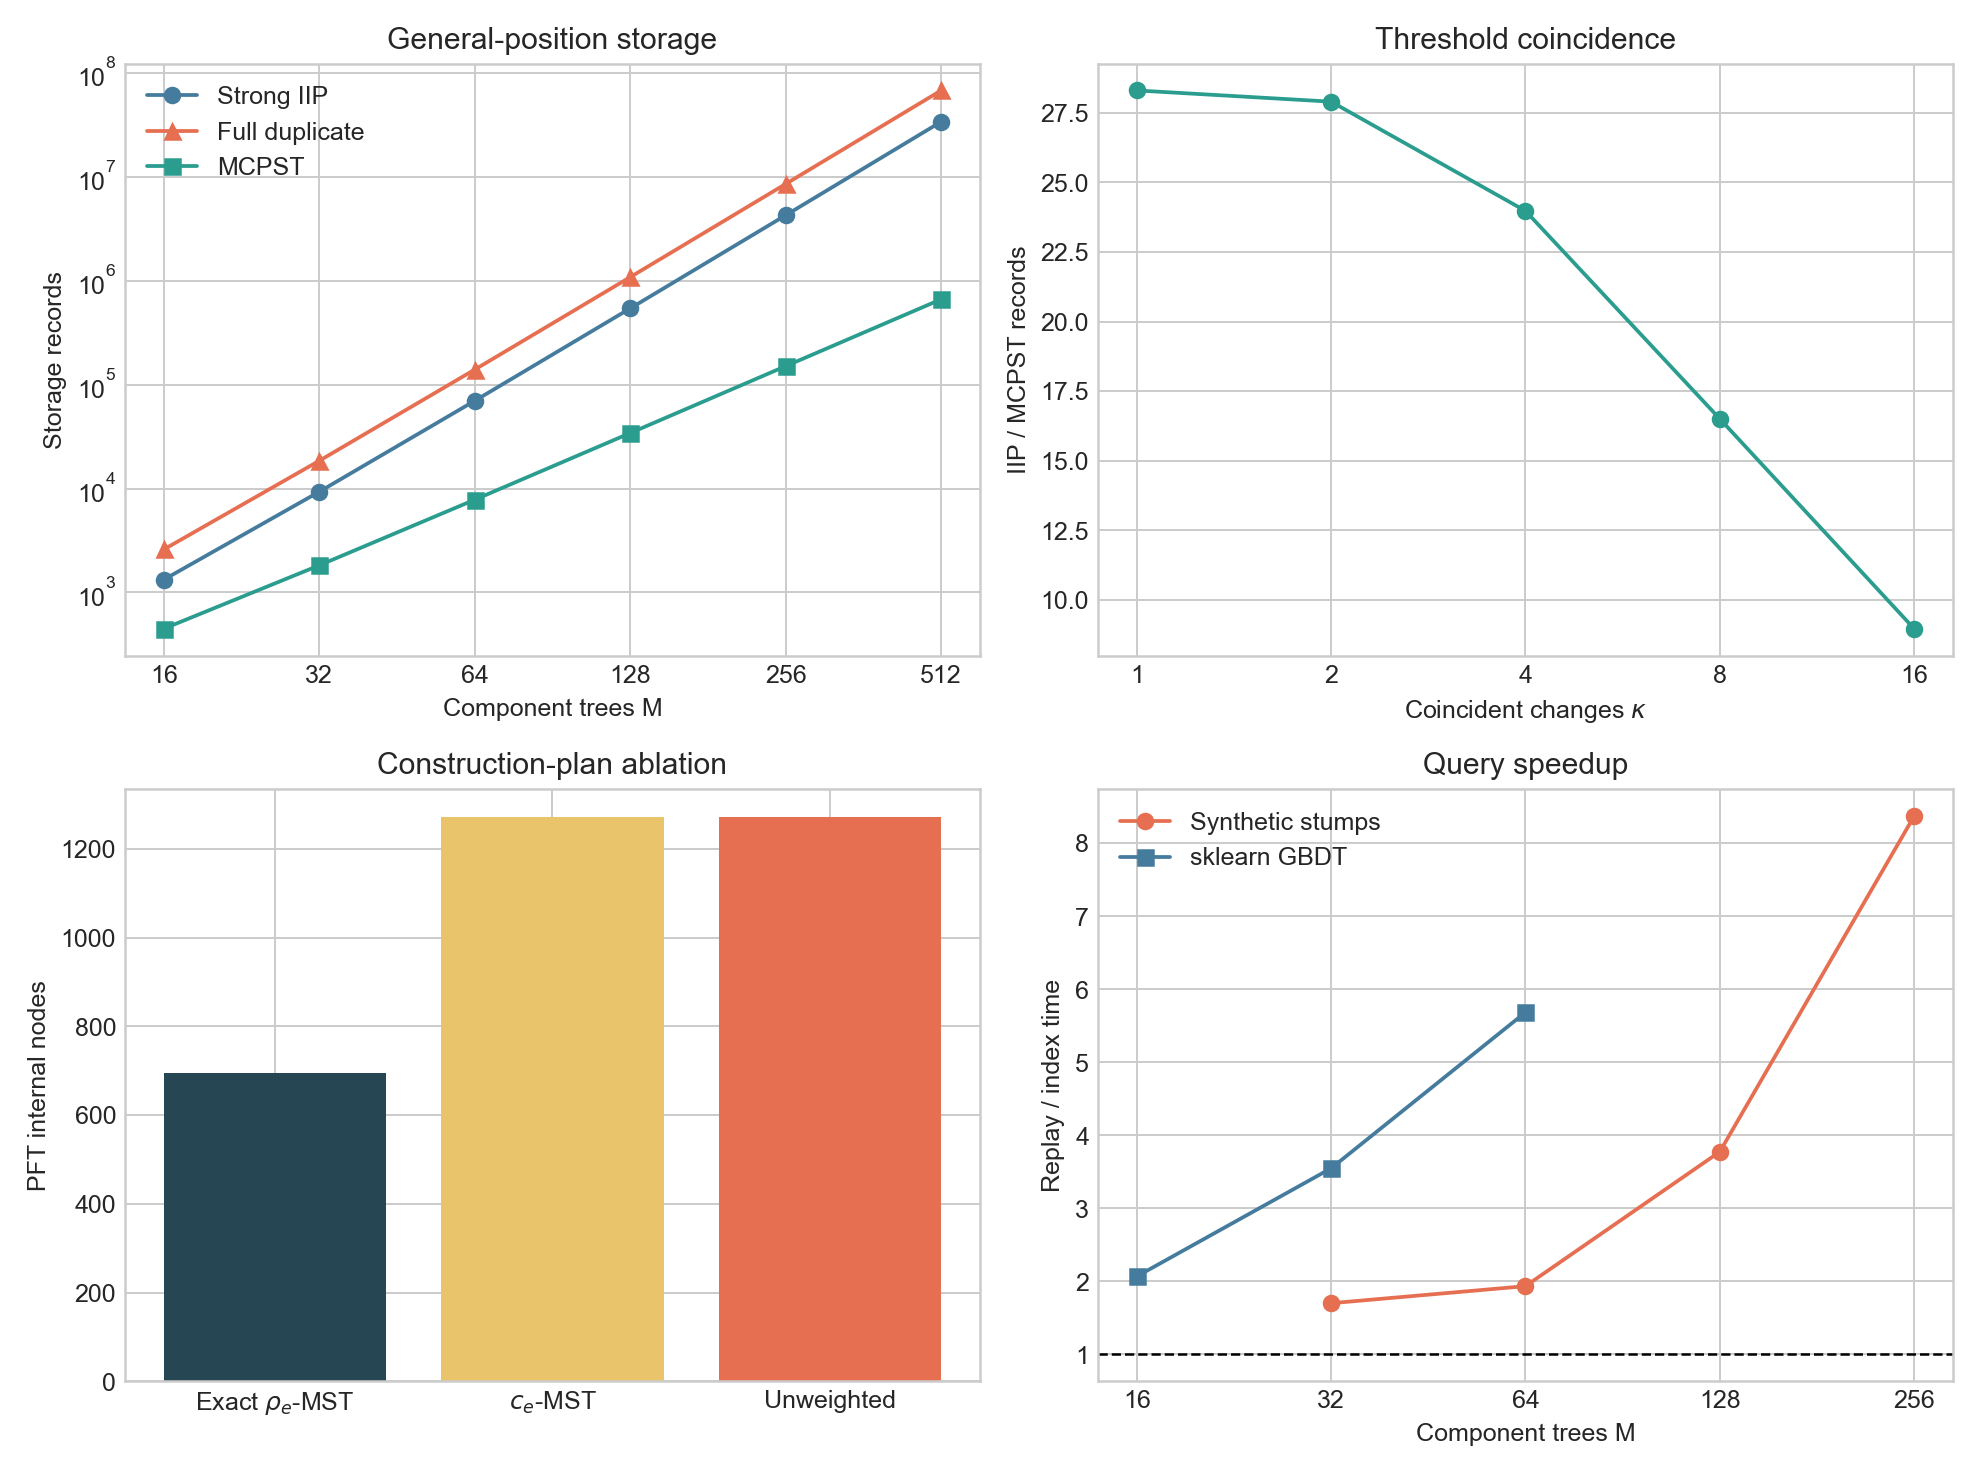 General-position storage
Storage records
10^8
10^7
10^6
10^5
10^4
10^3
Strong IIP
Full duplicate
MCPST
16 32 64 128 256 512
Component trees M
Threshold coincidence
IIP / MCPST records
27.5
25.0
22.5
20.0
17.5
15.0
12.5
10.0
1 2 4 8 16
Coincident changes κ
Construction-plan ablation
PFT internal nodes
1200
1000
800
600
400
200
0
Exact ρ_e-MST c_e-MST Unweighted
Query speedup
Replay / index time
8
7
6
5
4
3
2
1
Synthetic stumps
sklearn GBDT
16 32 64 128 256
Component trees M